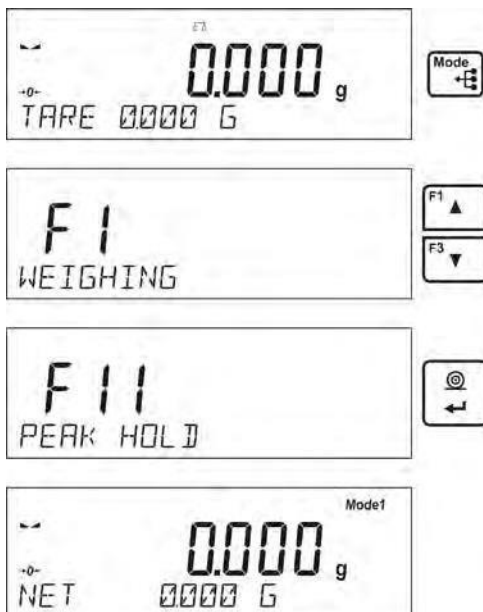 0.000 g
TARE 0.000 G
Mode
F1
WEIGHING
F1
F3
F11
PEAK HOLD
Mode1
0.000 g
NET 0.000 G